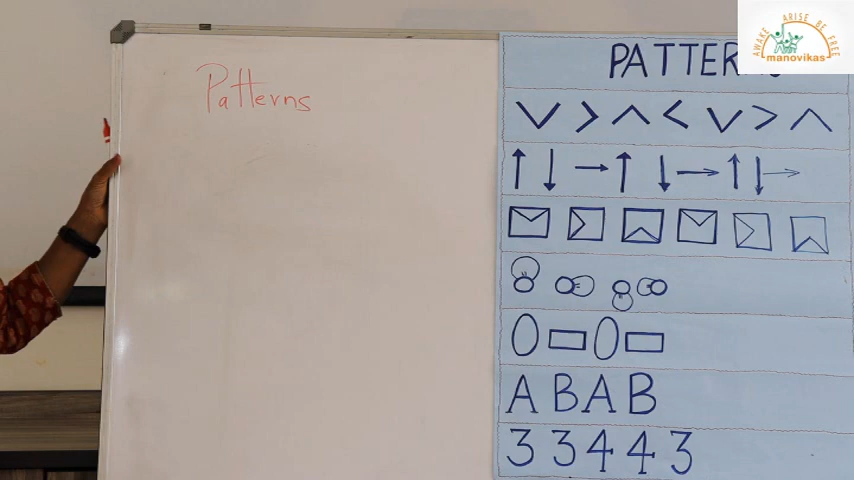 AWAKE ARISE BE FREE
manovikas
Patterns
PATTER
A B A B
3 3 4 4 3